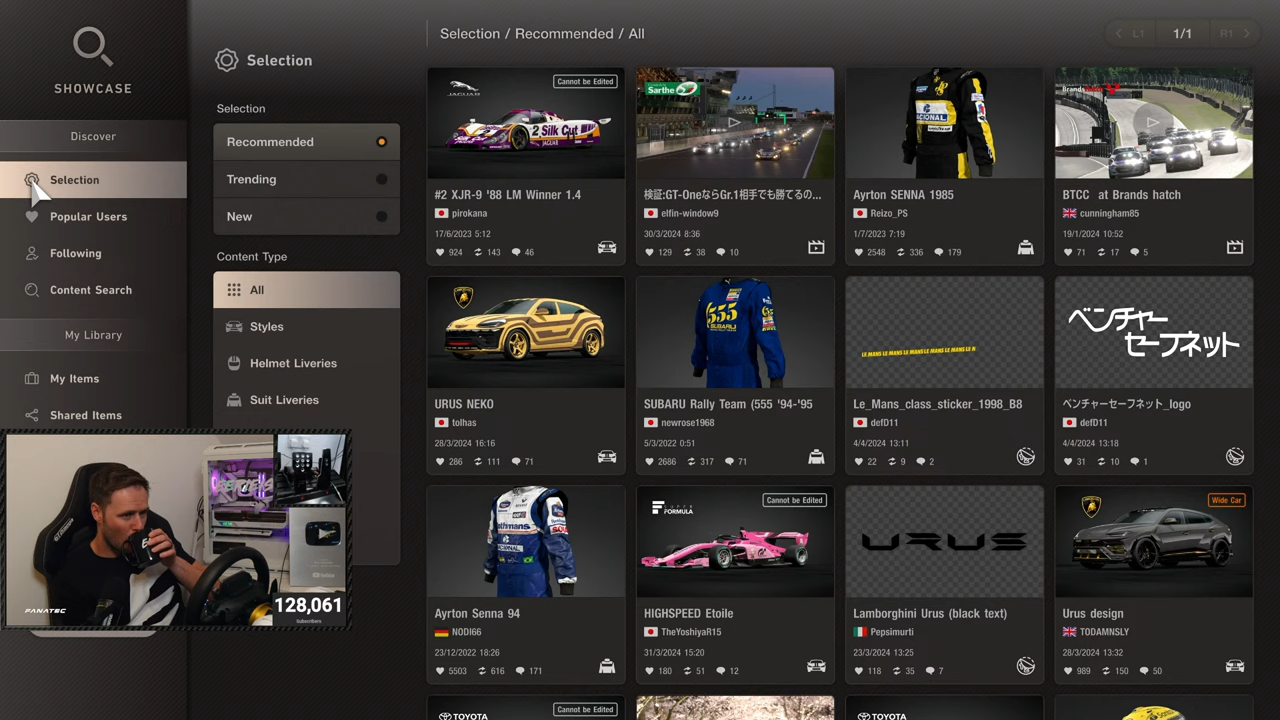 SHOWCASE
Discover
Selection
Popular Users
Following
Content Search
My Library
My Items
Shared Items
Selection
Selection
Recommended
Trending
New
Content Type
All
Styles
Helmet Liveries
Suit Liveries
Selection / Recommended / All
L1
1/1
R1
JAGUAR
Cannot be Edited
2 Silk Cut
JAGUAR
#2 XJR-9 '88 LM Winner 1.4
pirokana
17/6/2023 5:12
924 143 46
Sarthe
検証:GT-OneならGr.1相手でも勝てるの...
elfin-window9
30/3/2024 8:36
129 38 10
Ayrton SENNA 1985
Reizo_PS
1/7/2023 7:19
2548 336 179
Brands Hatch
BTCC at Brands hatch
cunningham85
19/1/2024 10:52
71 17 5
URUS NEKO
tolhas
28/3/2024 16:16
286 111 71
555
SUBARU
SUBARU Rally Team (555 '94-'95
newrose1968
5/3/2022 0:51
2686 317 71
LE MANS LE MANS LE MANS LE MANS LE MANS LE MANS LE N
Le_Mans_class_sticker_1998_B8
defD11
4/4/2024 13:11
22 9 2
ベンチャー
セーフネット
ベンチャーセーフネット_logo
defD11
4/4/2024 13:18
31 10 1
Rothmans
NACIONAL
Ayrton Senna 94
NODI66
23/12/2022 18:26
5503 616 171
SUPER
FORMULA
Cannot be Edited
HIGHSPEED Etoile
TheYoshiyaR15
31/3/2024 15:20
180 51 12
URUS
Lamborghini Urus (black text)
Pepsimurti
23/3/2024 13:25
118 35 7
Wide Car
Urus design
TODAMNSLY
28/3/2024 13:32
989 150 50
TOYOTA
Cannot be Edited
TOYOTA
FANATEC
YouTube
128,061
Subscribers